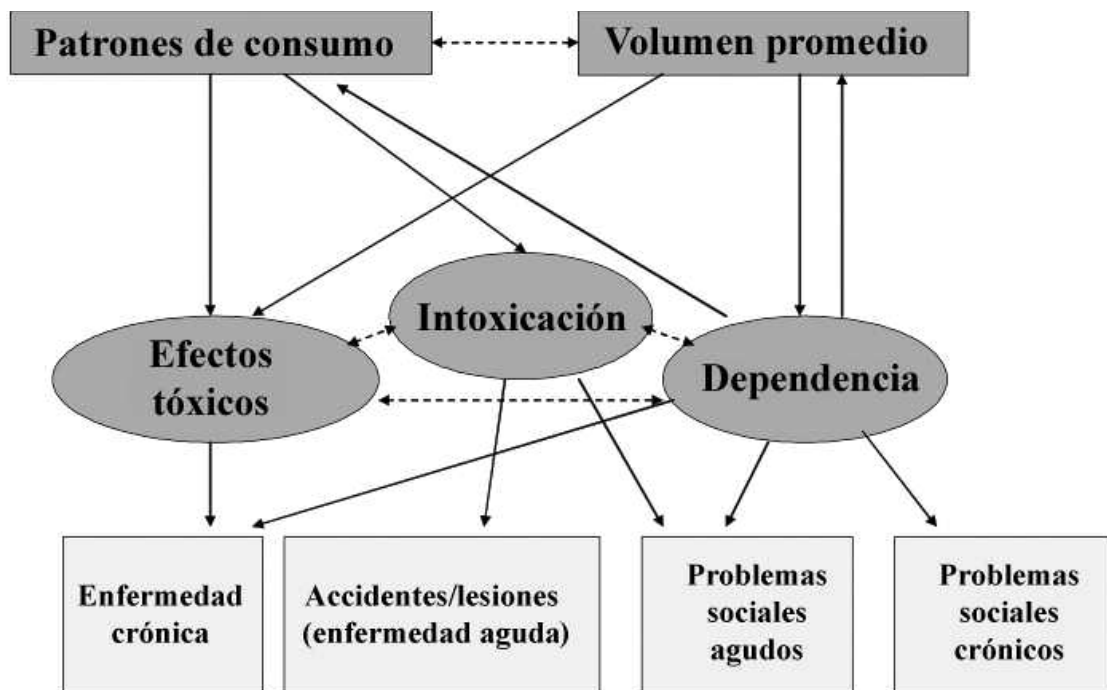 Patrones de consumo
Volumen promedio
Intoxicación
Efectos
tóxicos
Dependencia
Enfermedad
crónica
Accidentes/lesiones
(enfermedad aguda)
Problemas
sociales
agudos
Problemas
sociales
crónicos